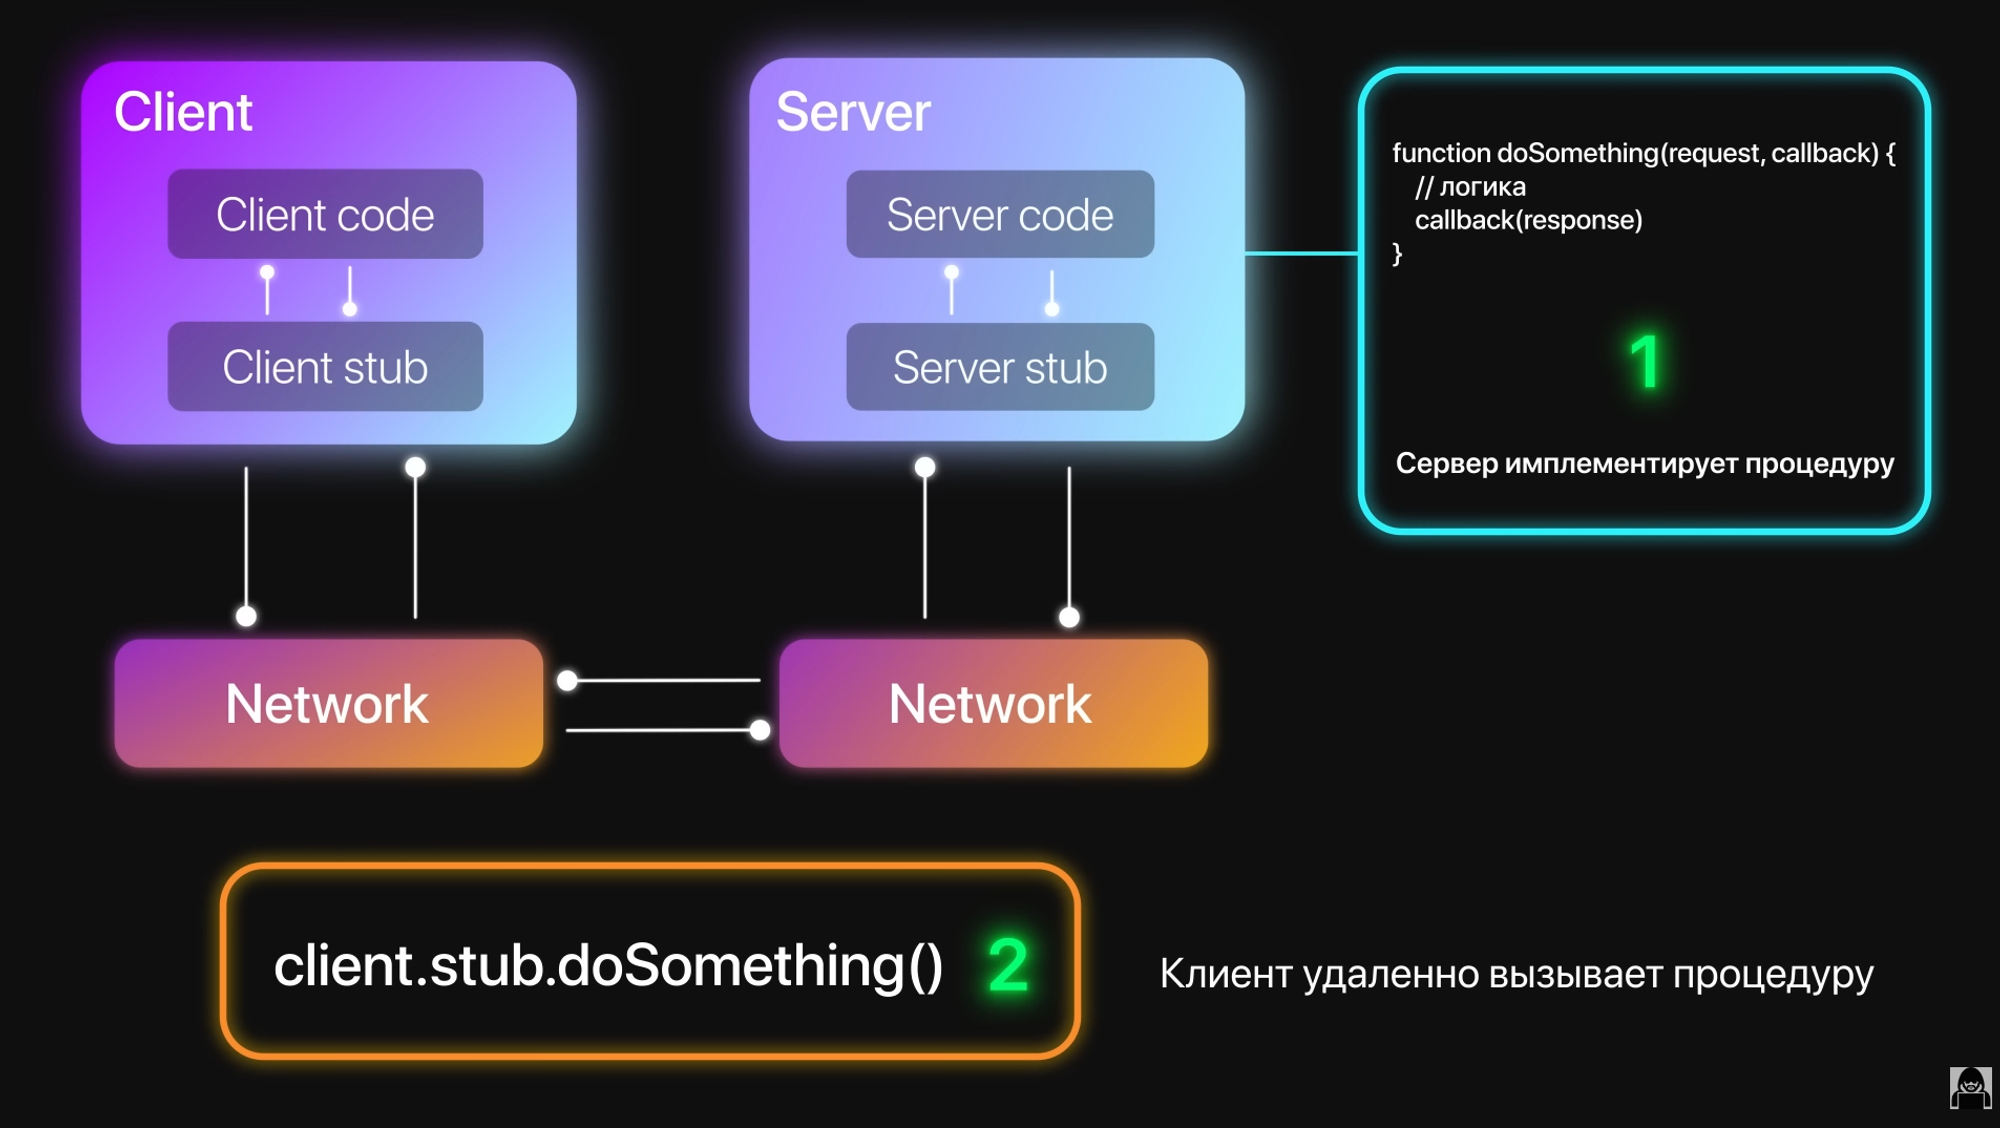 Client
Client code
Client stub
Server
Server code
Server stub
function doSomething(request, callback) {
// логика
callback(response)
}
1
Сервер имплементирует процедуру
Network
Network
client.stub.doSomething()
2
Клиент удаленно вызывает процедуру